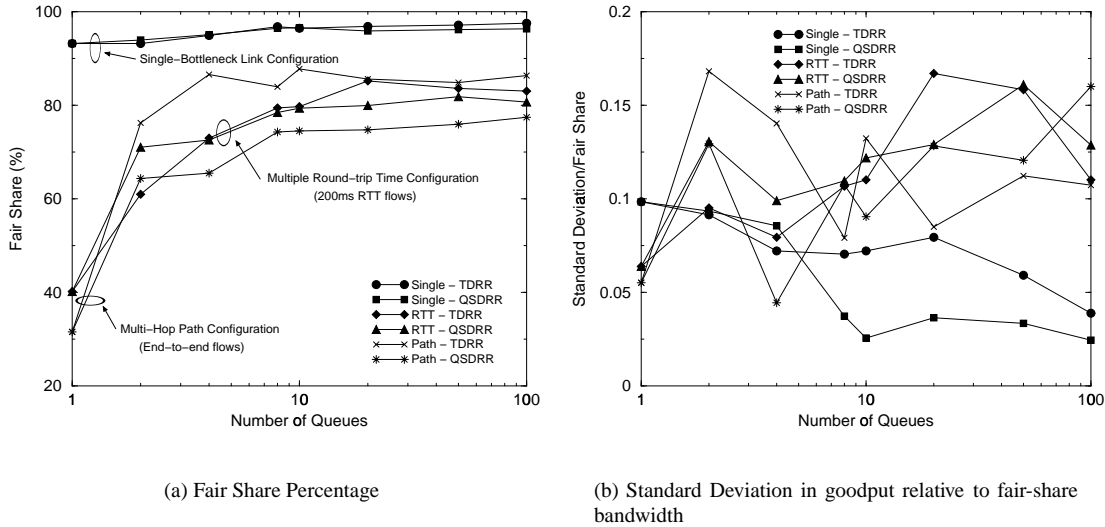 100
80
60
40
20
Fair Share (%)
1
10
100
Number of Queues
Single−Bottleneck Link Configuration
Multiple Round−trip Time Configuration
(200ms RTT flows)
Multi−Hop Path Configuration
(End−to−end flows)
Single − TDRR
Single − QSDRR
RTT − TDRR
RTT − QSDRR
Path − TDRR
Path − QSDRR
(a) Fair Share Percentage
0.2
0.15
0.1
0.05
0
Standard Deviation/Fair Share
1
10
100
Number of Queues
Single − TDRR
Single − QSDRR
RTT − TDRR
RTT − QSDRR
Path − TDRR
Path − QSDRR
(b) Standard Deviation in goodput relative to fair-share
bandwidth